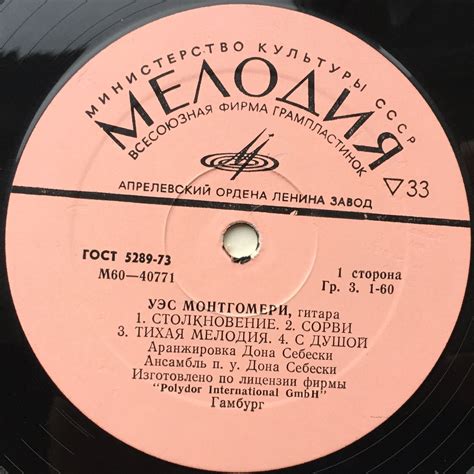 МИНИСТЕРСТВО КУЛЬТУРЫ СССР
МЕЛОДИЯ
ВСЕСОЮЗНАЯ ФИРМА ГРАМПЛАСТИНОК
АПРЕЛЕВСКИЙ ОРДЕНА ЛЕНИНА ЗАВОД
▽33
ГОСТ 5289-73
М60—40771
1 сторона
Гр. 3. 1-60
УЭС МОНТГОМЕРИ, гитара
1. СТОЛКНОВЕНИЕ. 2. СОРВИ
3. ТИХАЯ МЕЛОДИЯ. 4. С ДУШОЙ
Аранжировка Дона Себески
Ансамбль п. у. Дона Себески
Изготовлено по лицензии фирмы
"Polydor International GmbH"
Гамбург